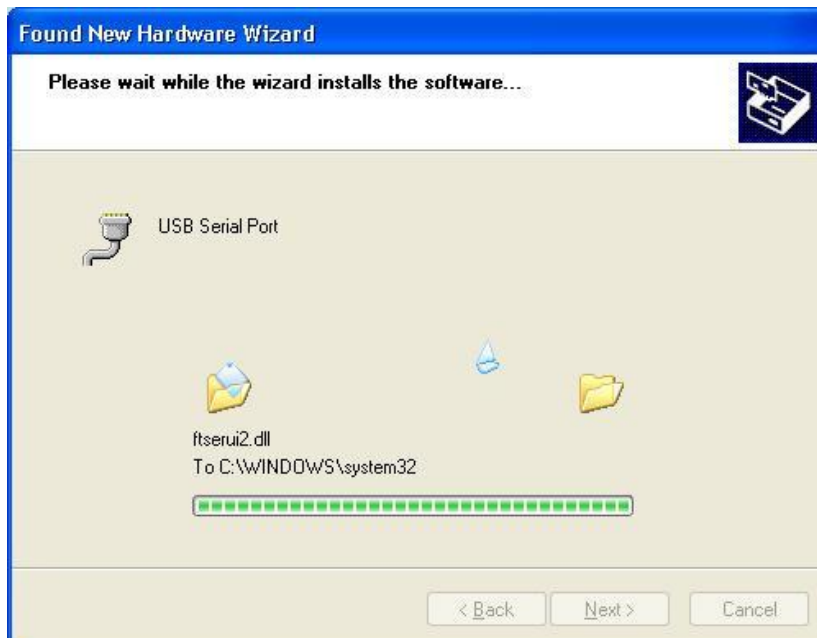 Found New Hardware Wizard
Please wait while the wizard installs the software...
USB Serial Port
ftserui2.dll
To C:\WINDOWS\system32
< Back
Next >
Cancel